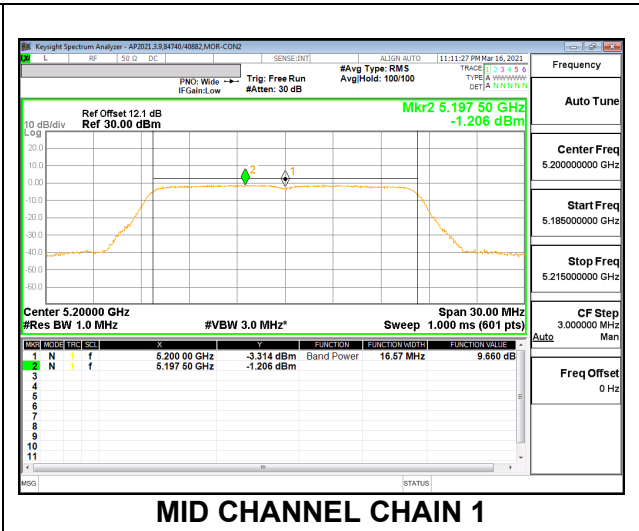 Keysight Spectrum Analyzer - AP2021.3.9,84740/40882,MOR-CON2
L RF 50 Ω DC SENSE:INT ALIGN AUTO 11:11:27 PM Mar 16, 2021
PNO: Wide Trig: Free Run #Avg Type: RMS TRACE 1 2 3 4 5 6
IFGain:Low #Atten: 30 dB Avg|Hold: 100/100 TYPE A WWWWW
DET A N N N N N
Frequency
Auto Tune
Center Freq
5.200000000 GHz
Start Freq
5.185000000 GHz
Stop Freq
5.215000000 GHz
CF Step
3.000000 MHz
Auto Man
Freq Offset
0 Hz
Mkr2 5.197 50 GHz
-1.206 dBm
Ref Offset 12.1 dB
10 dB/div Ref 30.00 dBm
Log
20.0
10.0
0.00
-10.0
-20.0
-30.0
-40.0
-50.0
-60.0
2
1
Center 5.20000 GHz Span 30.00 MHz
#Res BW 1.0 MHz #VBW 3.0 MHz* Sweep 1.000 ms (601 pts)
MKR MODE TRC SCL X Y FUNCTION FUNCTION WIDTH FUNCTION VALUE
1 N 1 f 5.200 00 GHz -3.314 dBm Band Power 16.57 MHz 9.660 dB
2 N 1 f 5.197 50 GHz -1.206 dBm
3
4
5
6
7
8
9
10
11
MSG STATUS
MID CHANNEL CHAIN 1